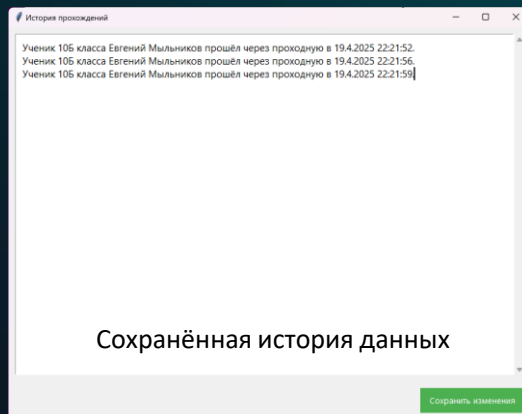 История прохождений
Ученик 10Б класса Евгений Мыльников прошёл через проходную в 19.4.2025 22:21:52.
Ученик 10Б класса Евгений Мыльников прошёл через проходную в 19.4.2025 22:21:56.
Ученик 10Б класса Евгений Мыльников прошёл через проходную в 19.4.2025 22:21:59.
Сохранённая история данных
Сохранить изменения